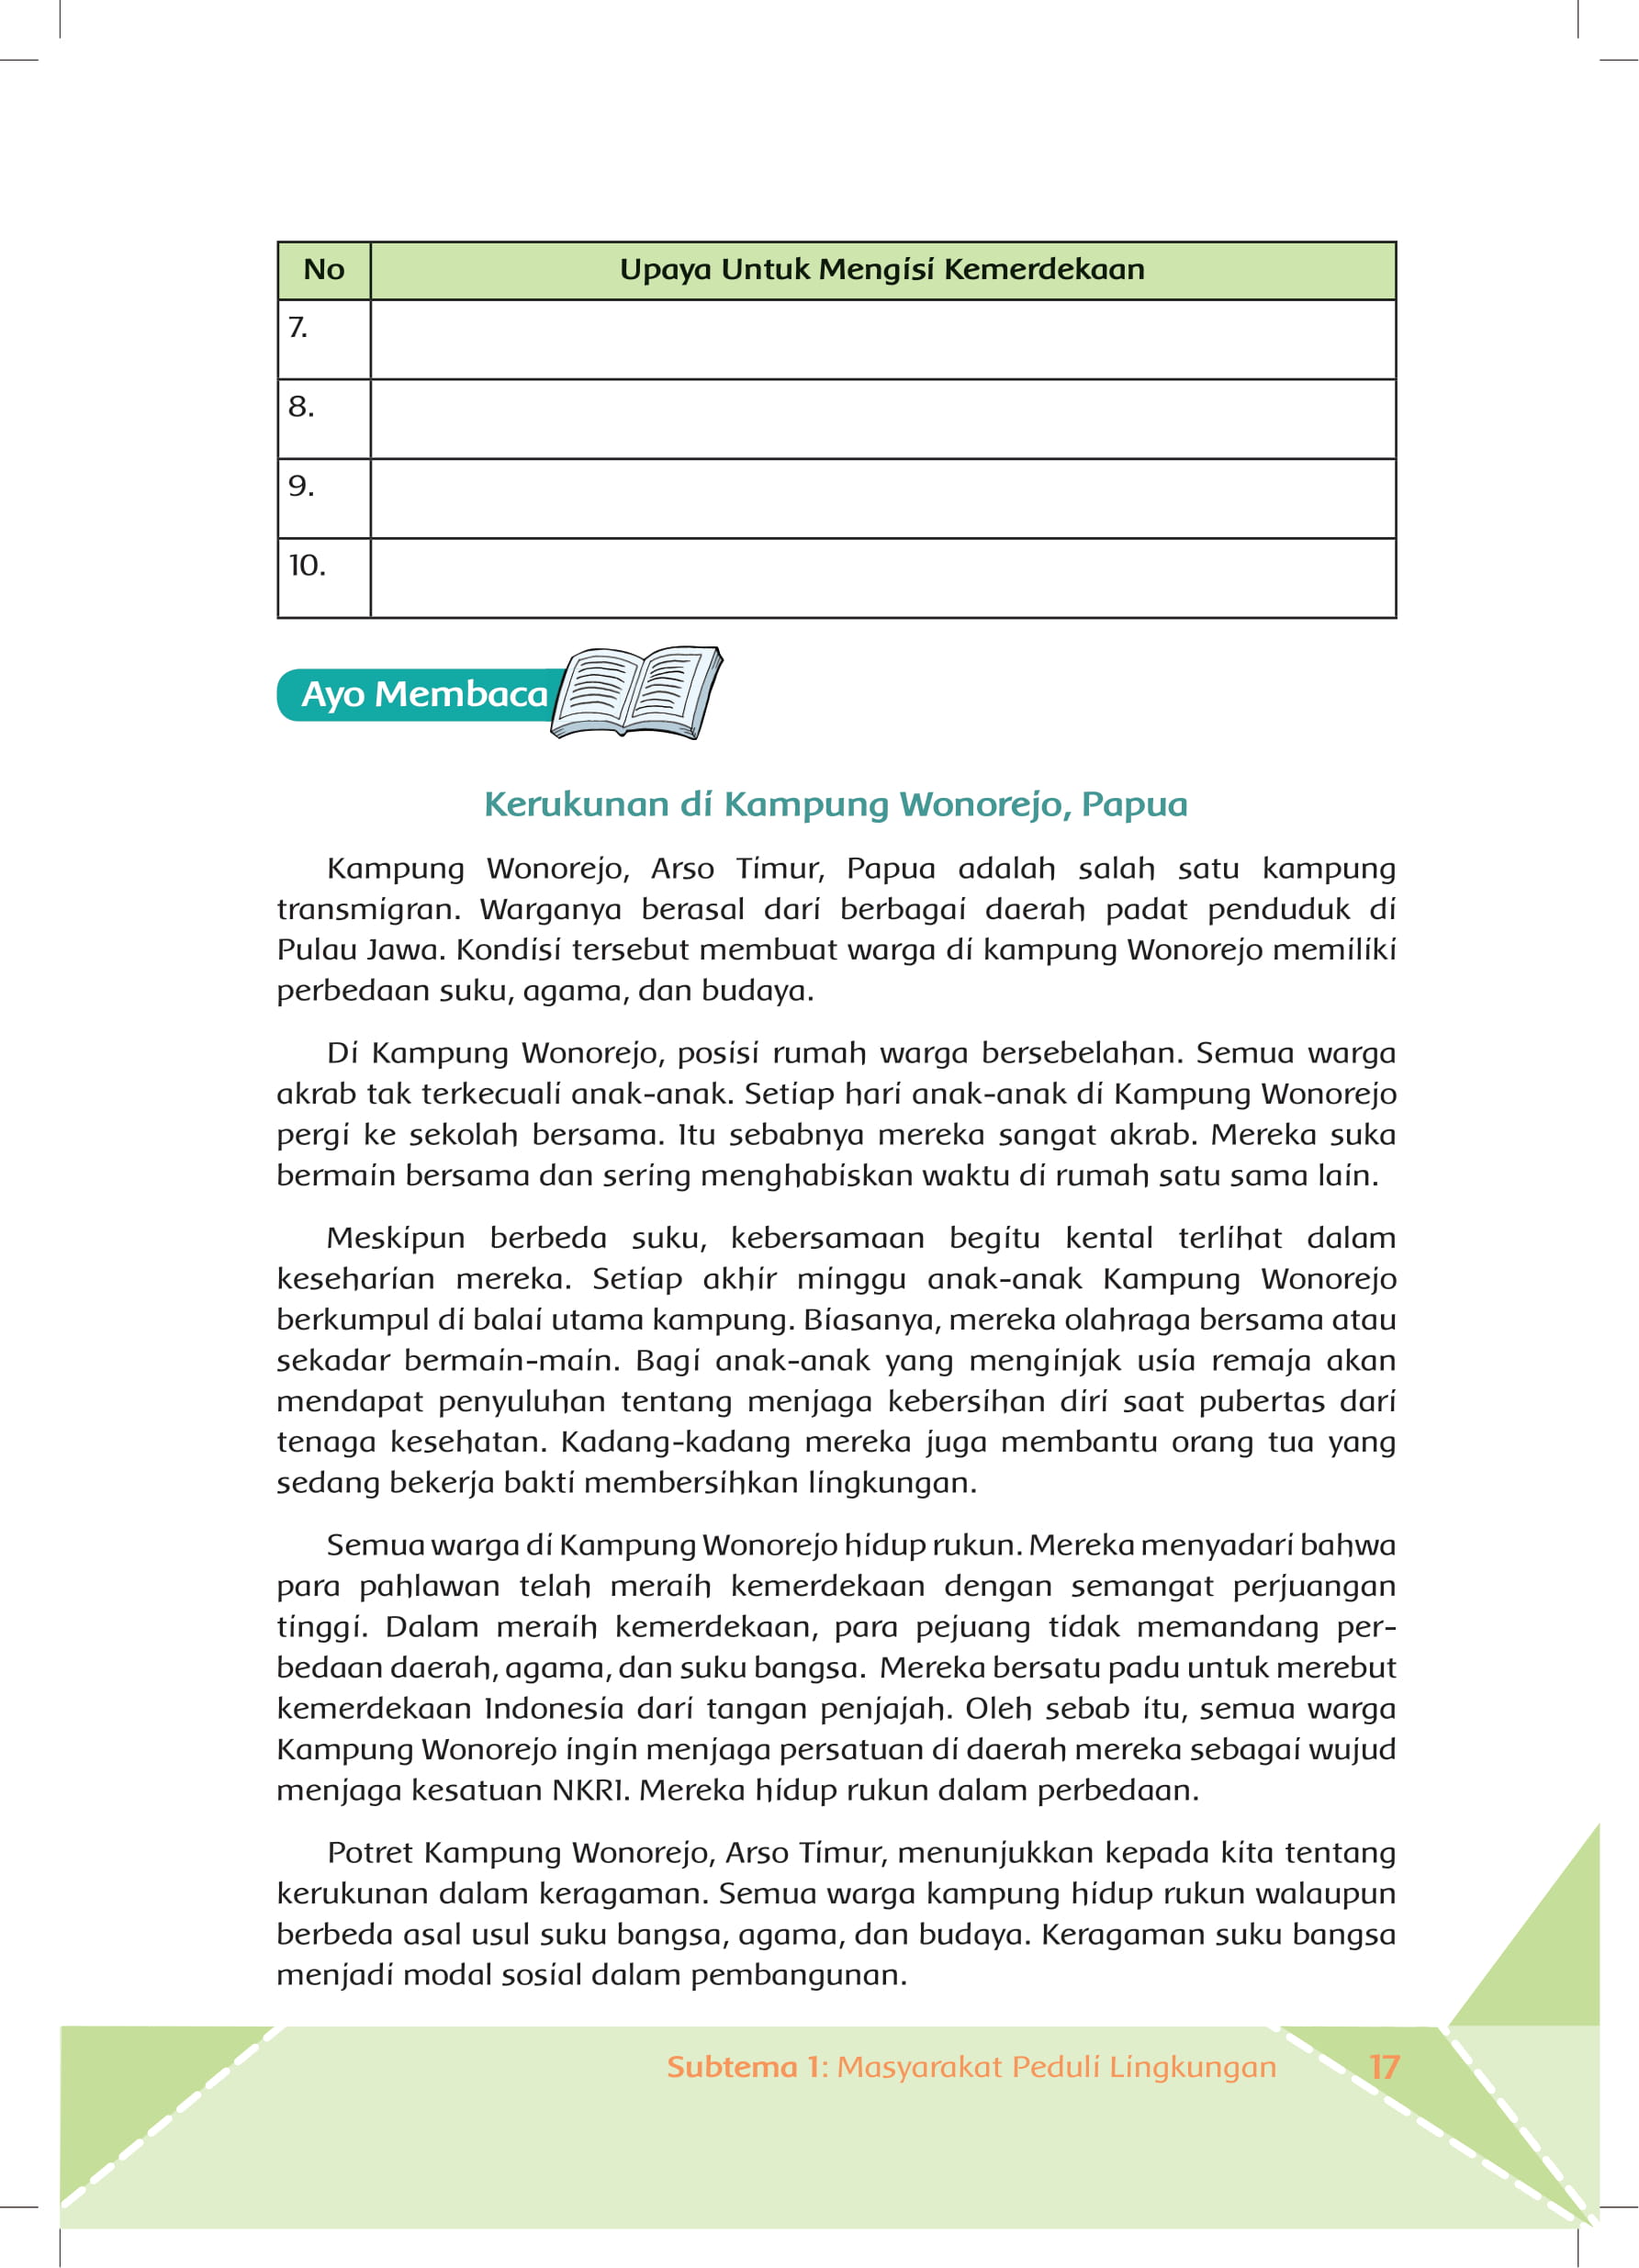 No Upaya Untuk Mengisi Kemerdekaan
7.
8.
9.
10.
Ayo Membaca
Kerukunan di Kampung Wonorejo, Papua
Kampung Wonorejo, Arso Timur, Papua adalah salah satu kampung
transmigran. Warganya berasal dari berbagai daerah padat penduduk di
Pulau Jawa. Kondisi tersebut membuat warga di kampung Wonorejo memiliki
perbedaan suku, agama, dan budaya.
Di Kampung Wonorejo, posisi rumah warga bersebelahan. Semua warga
akrab tak terkecuali anak-anak. Setiap hari anak-anak di Kampung Wonorejo
pergi ke sekolah bersama. Itu sebabnya mereka sangat akrab. Mereka suka
bermain bersama dan sering menghabiskan waktu di rumah satu sama lain.
Meskipun berbeda suku, kebersamaan begitu kental terlihat dalam
keseharian mereka. Setiap akhir minggu anak-anak Kampung Wonorejo
berkumpul di balai utama kampung. Biasanya, mereka olahraga bersama atau
sekadar bermain-main. Bagi anak-anak yang menginjak usia remaja akan
mendapat penyuluhan tentang menjaga kebersihan diri saat pubertas dari
tenaga kesehatan. Kadang-kadang mereka juga membantu orang tua yang
sedang bekerja bakti membersihkan lingkungan.
Semua warga di Kampung Wonorejo hidup rukun. Mereka menyadari bahwa
para pahlawan telah meraih kemerdekaan dengan semangat perjuangan
tinggi. Dalam meraih kemerdekaan, para pejuang tidak memandang per-
bedaan daerah, agama, dan suku bangsa. Mereka bersatu padu untuk merebut
kemerdekaan Indonesia dari tangan penjajah. Oleh sebab itu, semua warga
Kampung Wonorejo ingin menjaga persatuan di daerah mereka sebagai wujud
menjaga kesatuan NKRI. Mereka hidup rukun dalam perbedaan.
Potret Kampung Wonorejo, Arso Timur, menunjukkan kepada kita tentang
kerukunan dalam keragaman. Semua warga kampung hidup rukun walaupun
berbeda asal usul suku bangsa, agama, dan budaya. Keragaman suku bangsa
menjadi modal sosial dalam pembangunan.
Subtema 1: Masyarakat Peduli Lingkungan 17